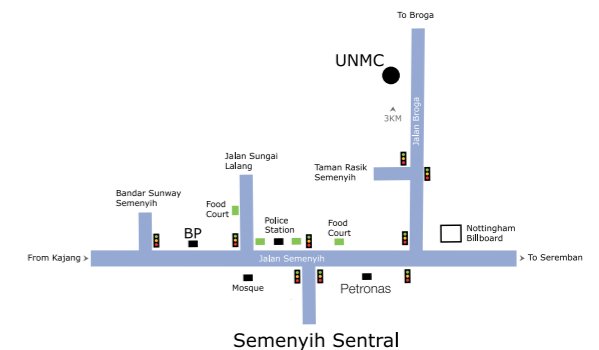 To Broga
UNMC
3KM
Jalan Broga
Jalan Sungai
Lalang
Taman Rasik
Semenyih
Bandar Sunway
Semenyih
Food
Court
BP
Police
Station
Food
Court
Nottingham
Billboard
From Kajang
Jalan Semenyih
To Seremban
Mosque
Petronas
Semenyih Sentral